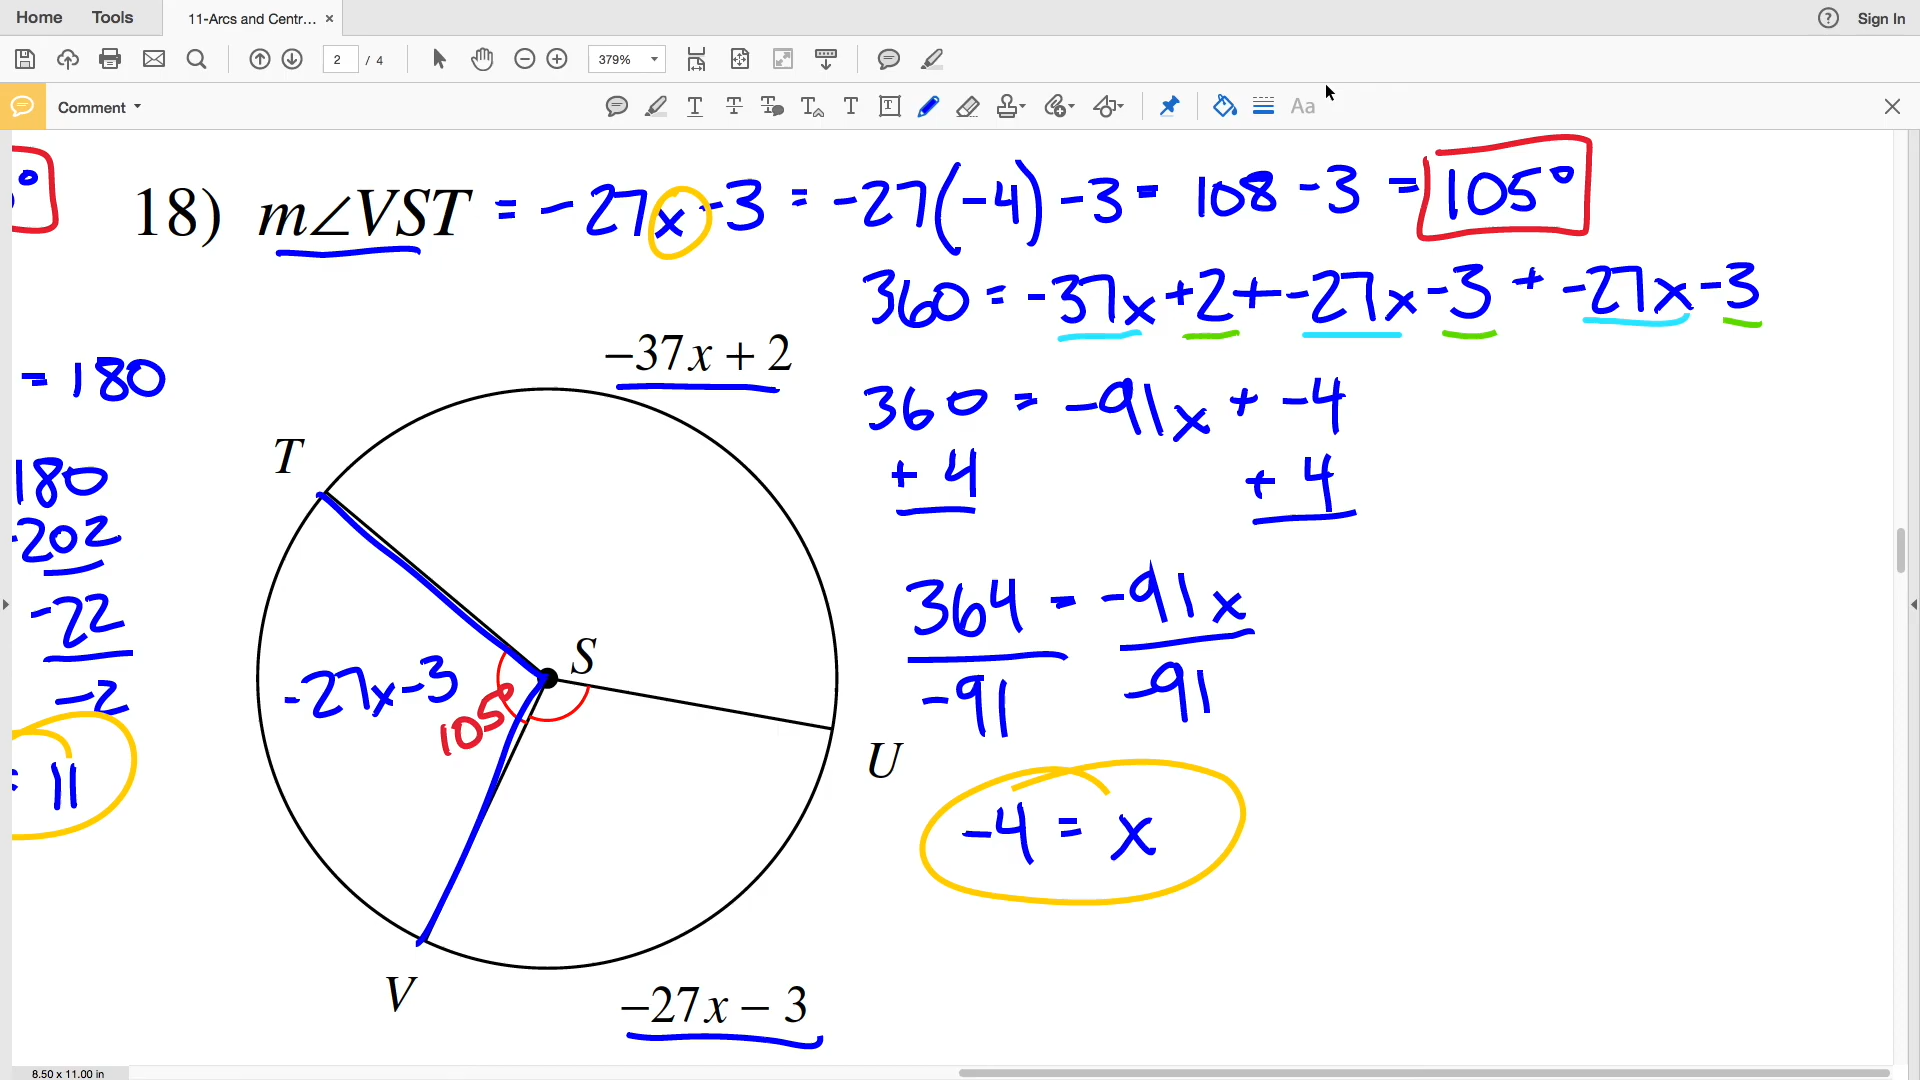 Home Tools 11-Arcs and Centr... × Sign In
2 / 4 379%
Comment Aa
18) m∠VST = -27x-3 = -27(-4)-3 = 108-3 = 105°
360 = -37x+2+-27x-3 + -27x-3
−37x + 2
= 180
360 = -91x + -4
T
+ 4 + 4
180
-202
364 = -91x
-22
-91 -91
S
-27x-3
-2
105°
U
= 11
-4 = x
V
−27x − 3
8.50 x 11.00 in